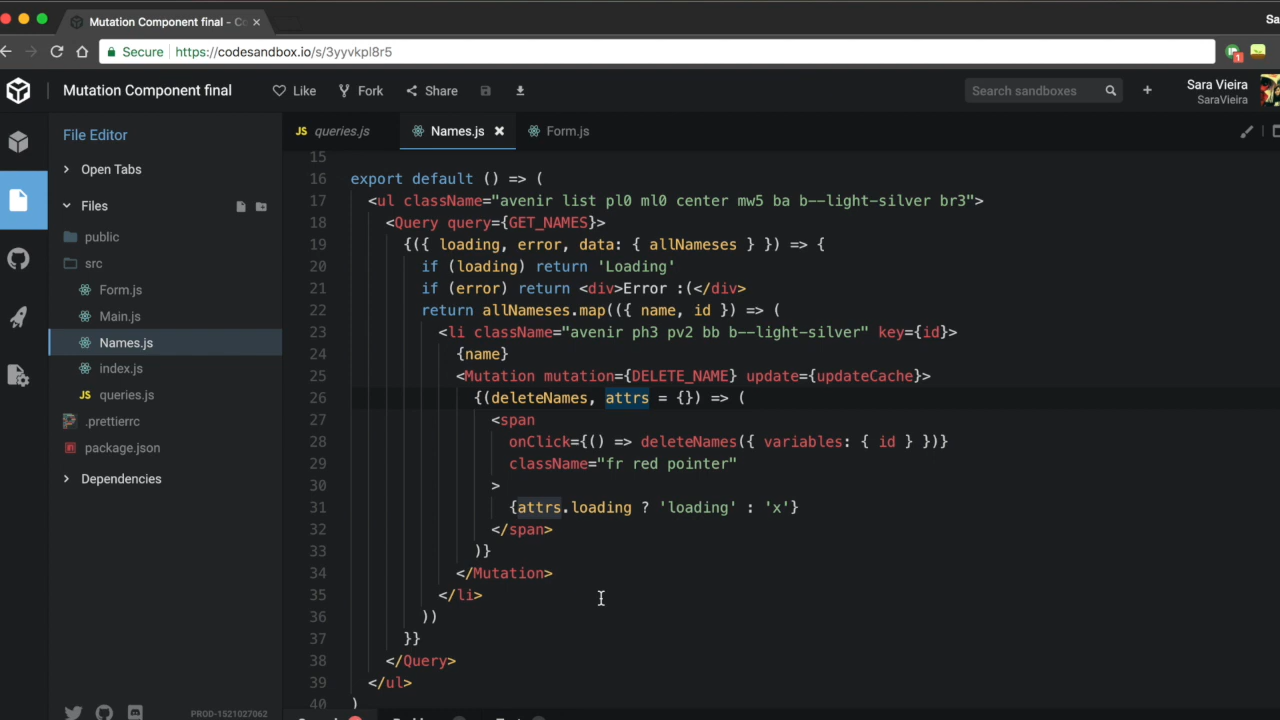 Mutation Component final - Co
Sa
Secure
https://codesandbox.io/s/3yyvkpl8r5
1
Mutation Component final
Like
Fork
Share
Search sandboxes
Sara Vieira
SaraVieira
File Editor
Open Tabs
Files
public
src
Form.js
Main.js
Names.js
index.js
JS queries.js
.prettierrc
package.json
Dependencies
PROD-1521027062
JS queries.js
Names.js
Form.js
15
16 export default () => (
17 <ul className="avenir list pl0 ml0 center mw5 ba b--light-silver br3">
18 <Query query={GET_NAMES}>
19 {({ loading, error, data: { allNameses } }) => {
20 if (loading) return 'Loading'
21 if (error) return <div>Error :(</div>
22 return allNameses.map(({ name, id }) => (
23 <li className="avenir ph3 pv2 bb b--light-silver" key={id}>
24 {name}
25 <Mutation mutation={DELETE_NAME} update={updateCache}>
26 {(deleteNames, attrs = {}) => (
27 <span
28 onClick={() => deleteNames({ variables: { id } })}
29 className="fr red pointer"
30 >
31 {attrs.loading ? 'loading' : 'x'}
32 </span>
33 )}
34 </Mutation>
35 </li>
36 ))
37 }}
38 </Query>
39 </ul>
40 )